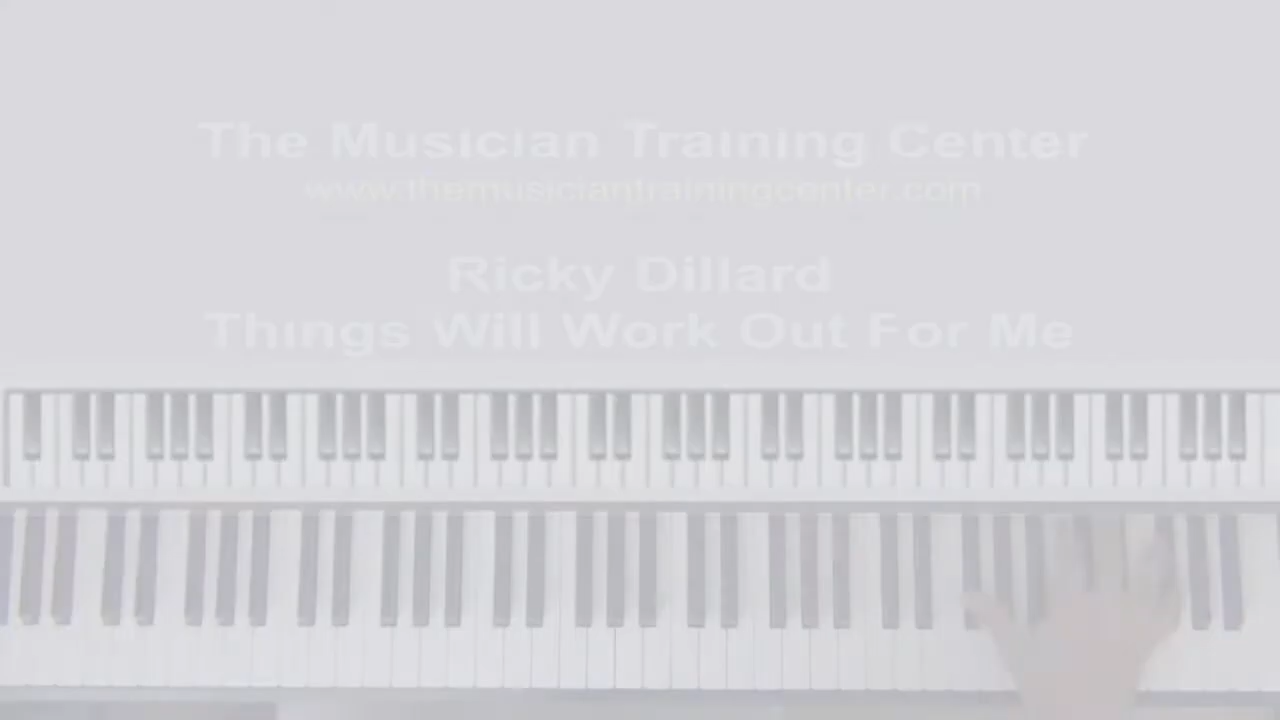 The Musician Training Center
www.themusiciantrainingcenter.com
Ricky Dillard
Things Will Work Out For Me